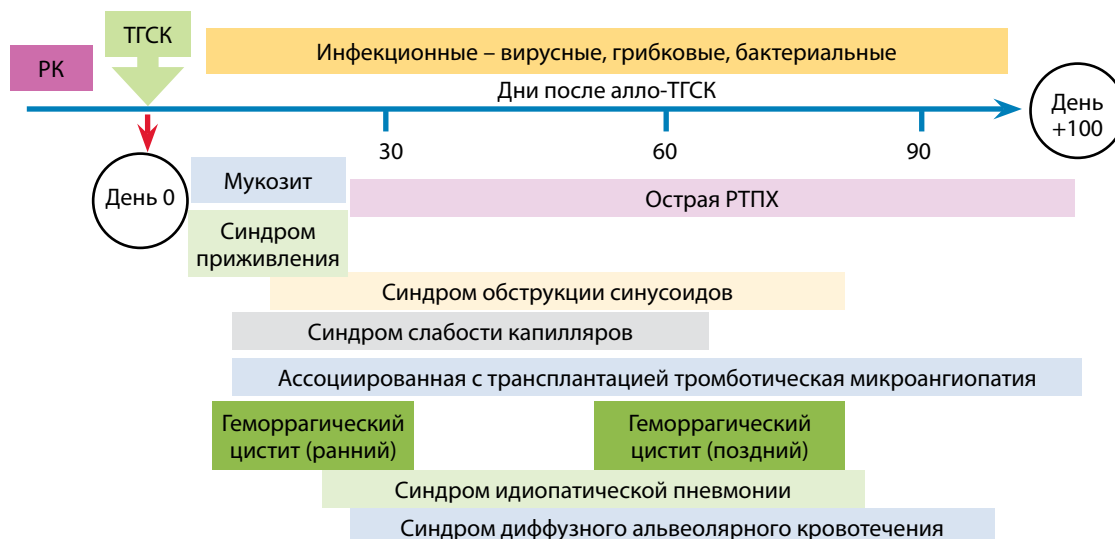 ТГСК
РК
Инфекционные – вирусные, грибковые, бактериальные
Дни после алло-ТГСК
День
+100
30
60
90
День 0
Мукозит
Острая РТПХ
Синдром
приживления
Синдром обструкции синусоидов
Синдром слабости капилляров
Ассоциированная с трансплантацией тромботическая микроангиопатия
Геморрагический
цистит (ранний)
Геморрагический
цистит (поздний)
Синдром идиопатической пневмонии
Синдром диффузного альвеолярного кровотечения